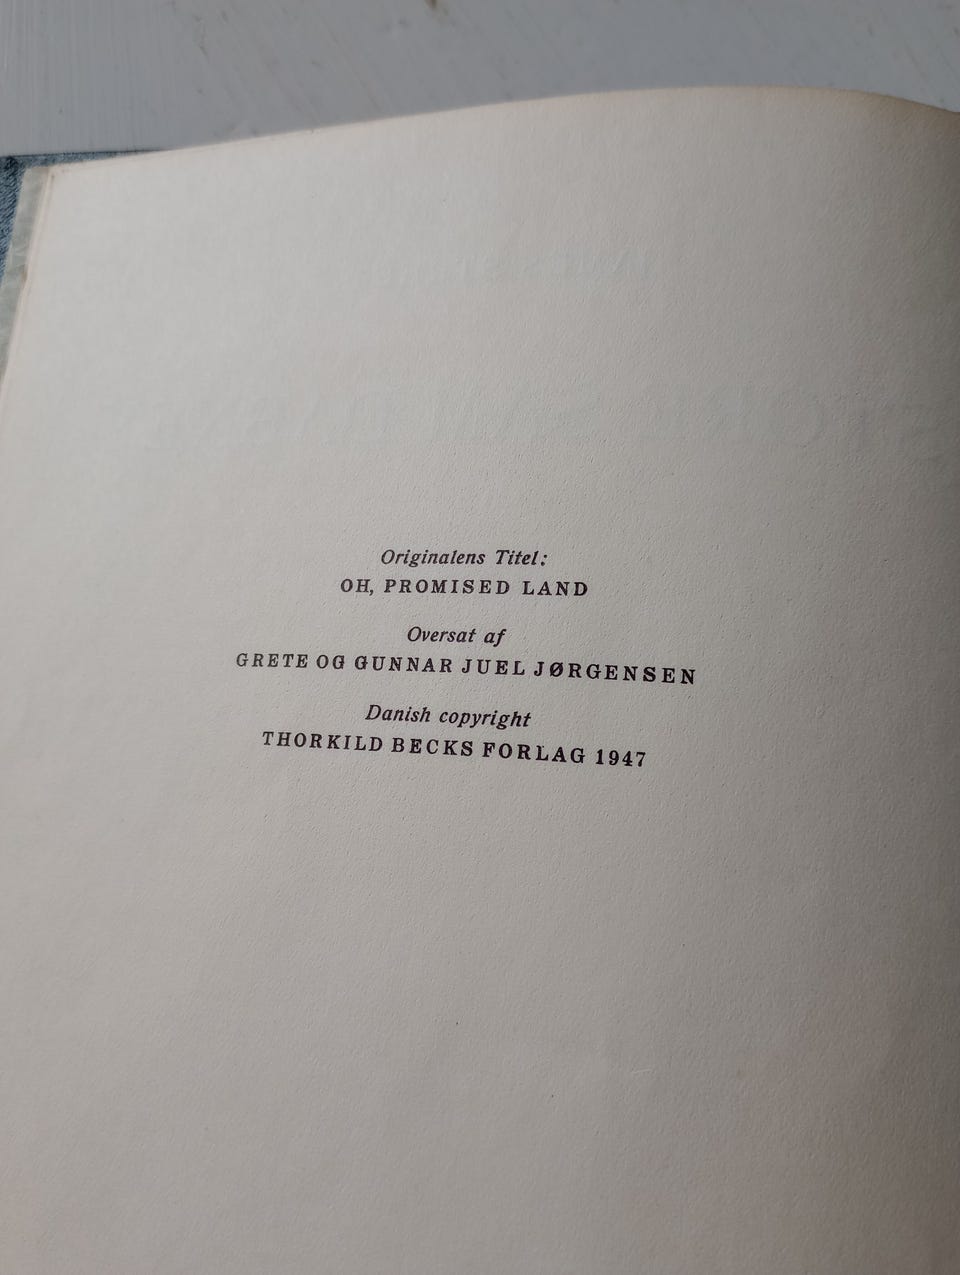 Originalens Titel:
OH, PROMISED LAND
Oversat af
GRETE OG GUNNAR JUEL JØRGENSEN
Danish copyright
THORKILD BECKS FORLAG 1947